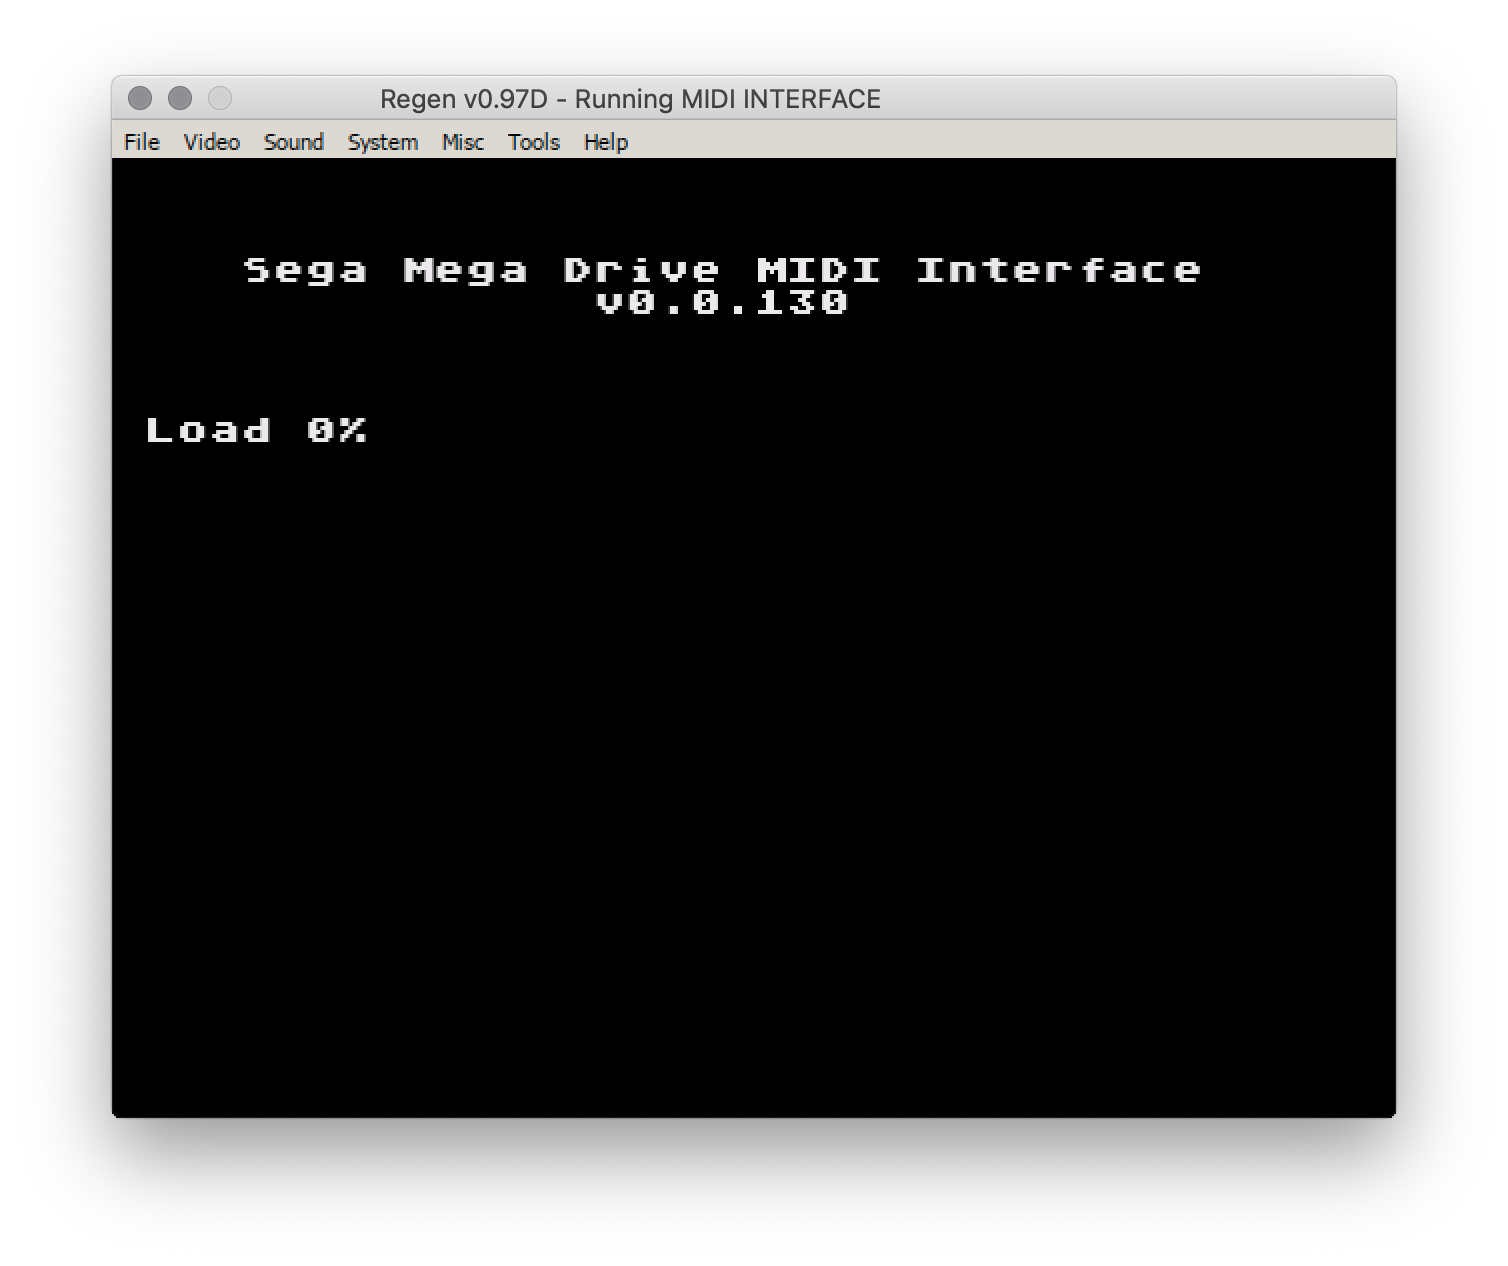 Regen v0.97D - Running MIDI INTERFACE
File Video Sound System Misc Tools Help
Sega Mega Drive MIDI Interface
v0.0.130
Load 0%